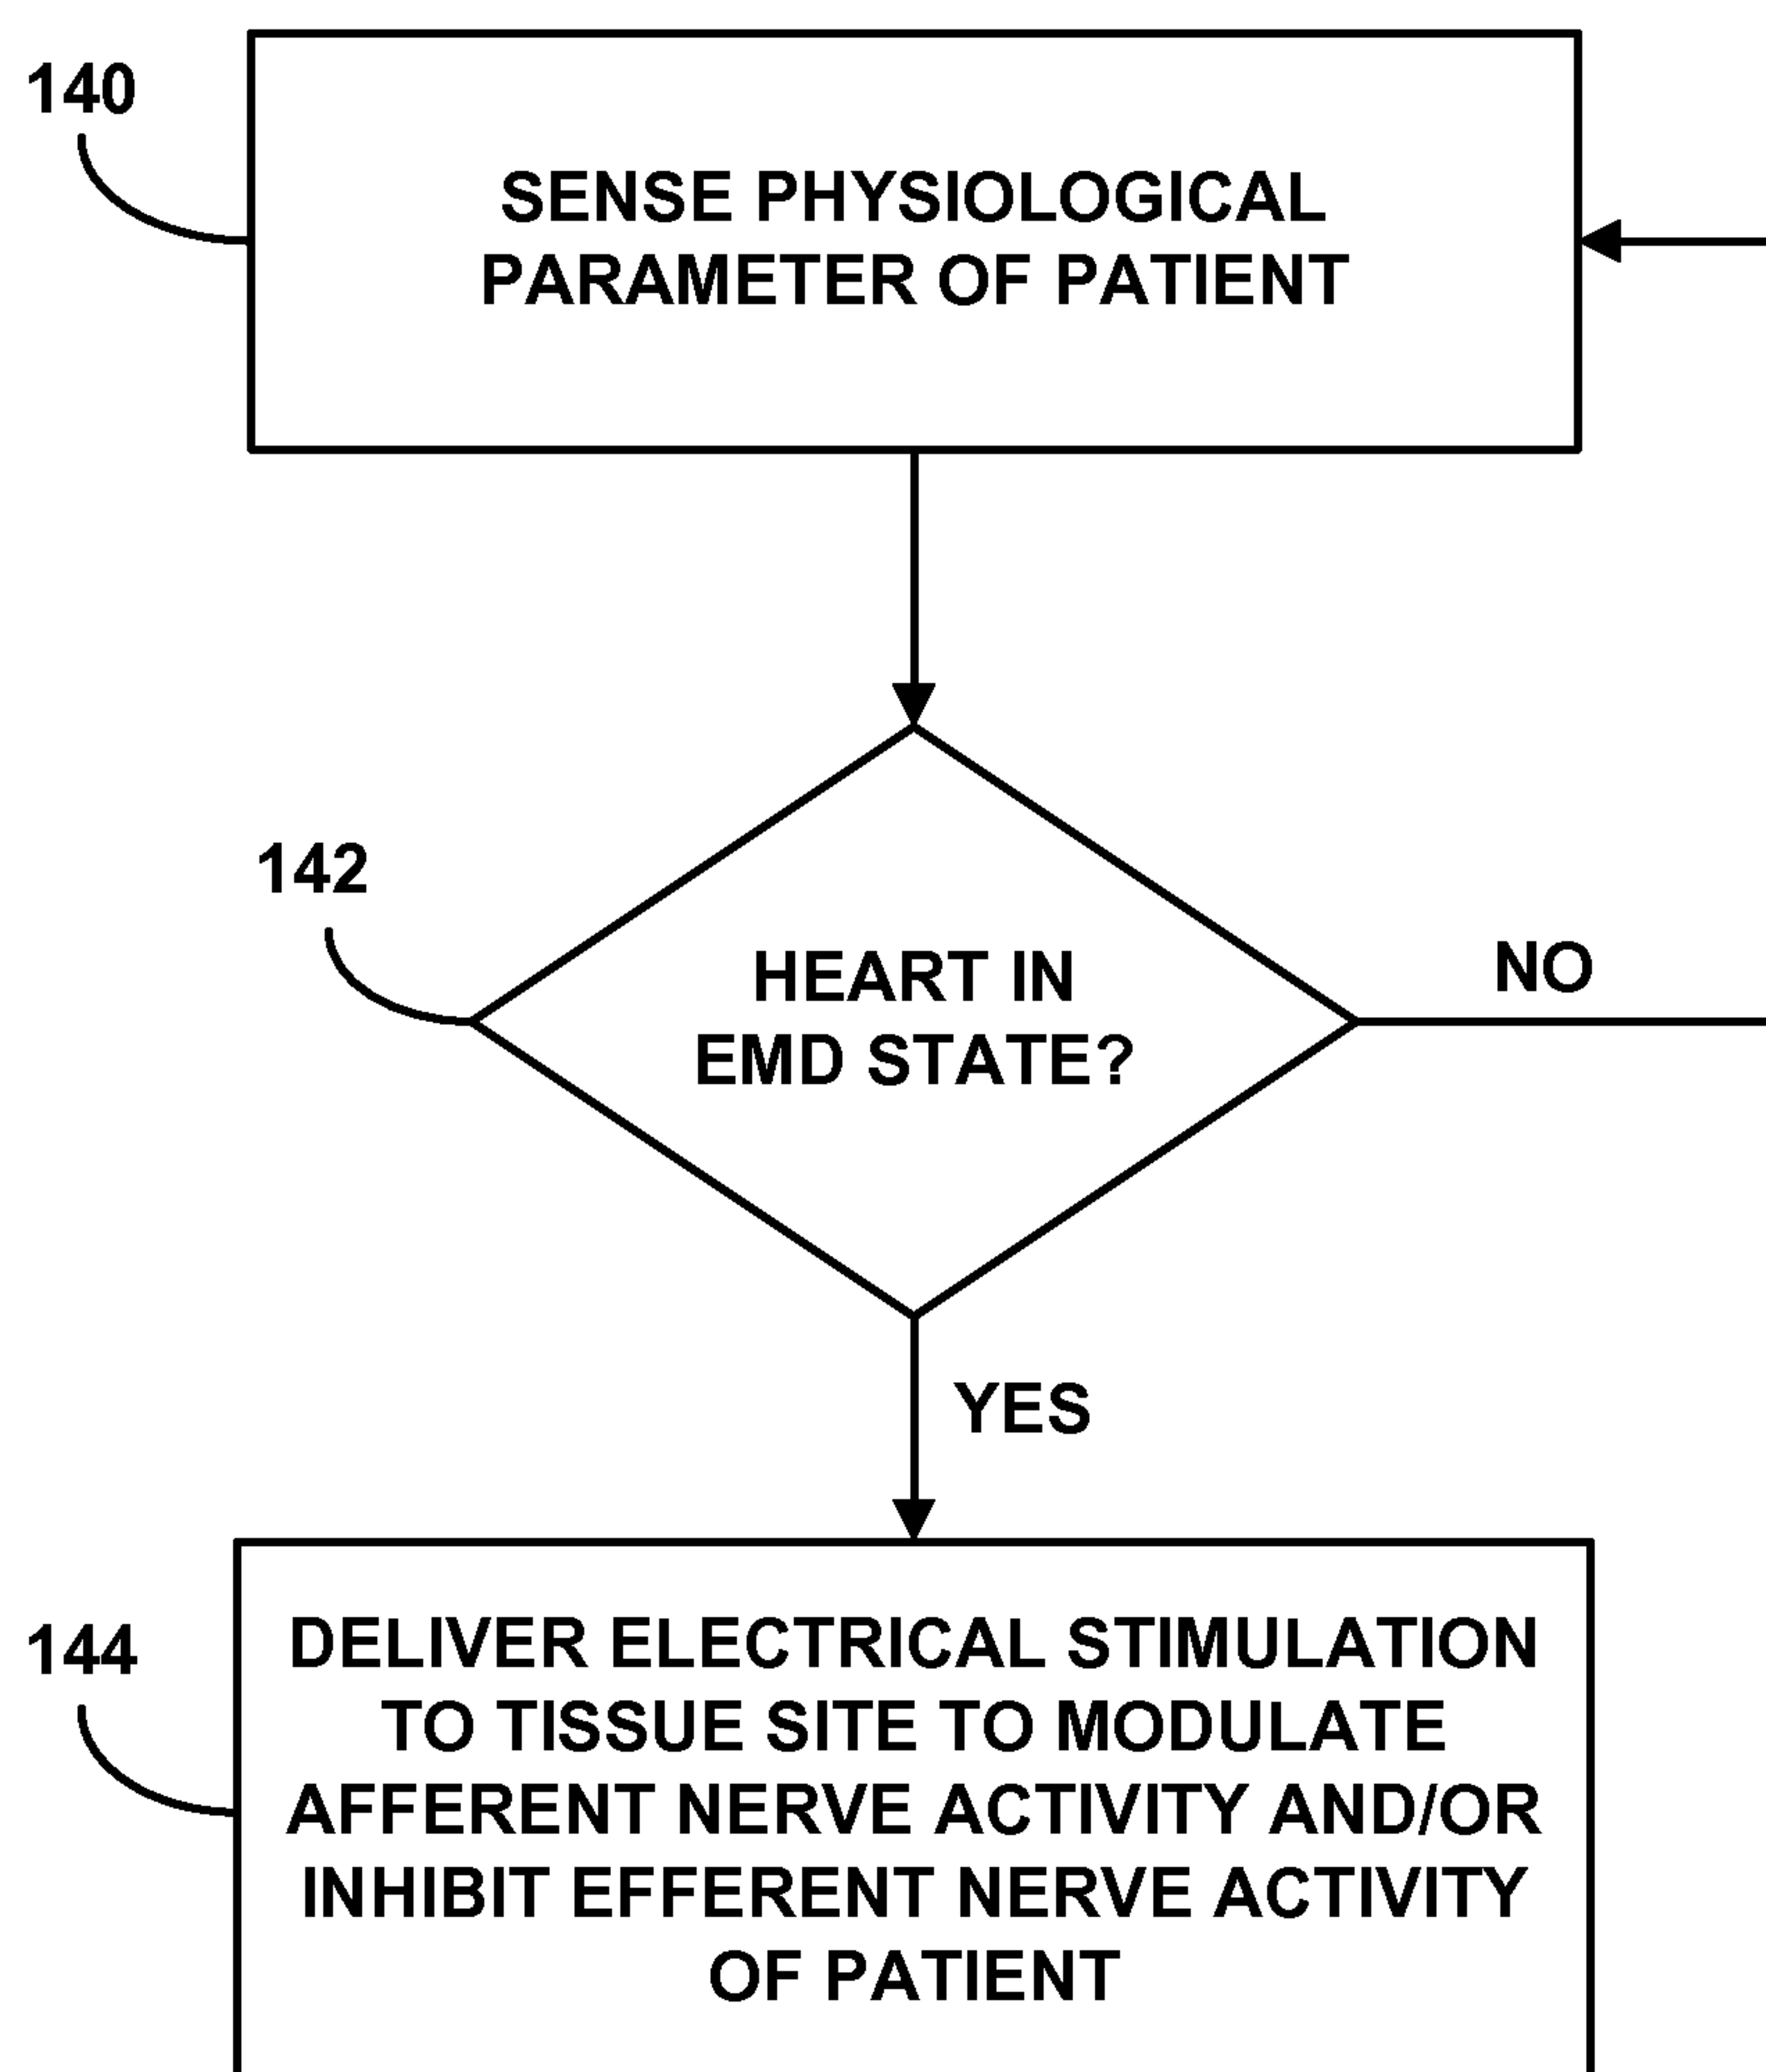 140
SENSE PHYSIOLOGICAL
PARAMETER OF PATIENT
142
HEART IN
EMD STATE?
NO
YES
144
DELIVER ELECTRICAL STIMULATION
TO TISSUE SITE TO MODULATE
AFFERENT NERVE ACTIVITY AND/OR
INHIBIT EFFERENT NERVE ACTIVITY
OF PATIENT